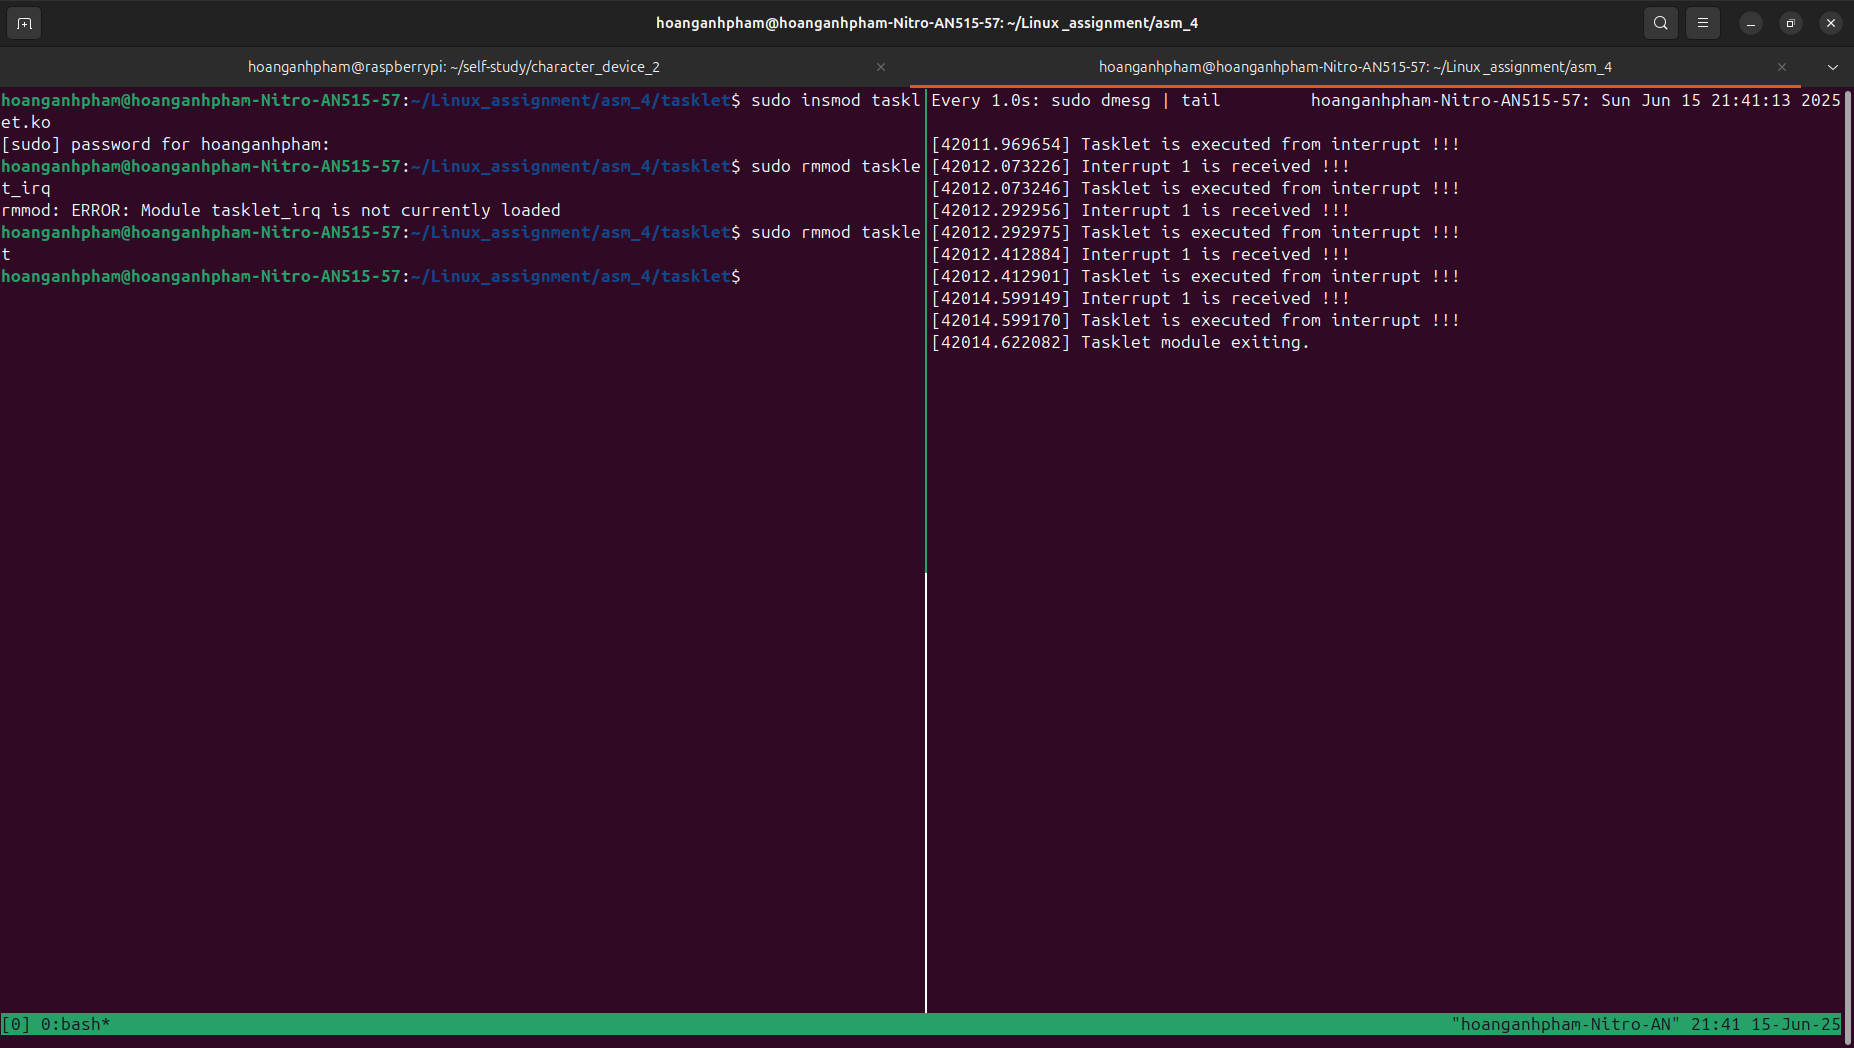 hoanganhpham@hoanganhpham-Nitro-AN515-57: ~/Linux_assignment/asm_4
hoanganhpham@raspberrypi: ~/self-study/character_device_2
hoanganhpham@hoanganhpham-Nitro-AN515-57: ~/Linux_assignment/asm_4
hoanganhpham@hoanganhpham-Nitro-AN515-57:~/Linux_assignment/asm_4/tasklet$ sudo insmod taskl
et.ko
[sudo] password for hoanganhpham:
hoanganhpham@hoanganhpham-Nitro-AN515-57:~/Linux_assignment/asm_4/tasklet$ sudo rmmod taskle
t_irq
rmmod: ERROR: Module tasklet_irq is not currently loaded
hoanganhpham@hoanganhpham-Nitro-AN515-57:~/Linux_assignment/asm_4/tasklet$ sudo rmmod taskle
t
hoanganhpham@hoanganhpham-Nitro-AN515-57:~/Linux_assignment/asm_4/tasklet$
Every 1.0s: sudo dmesg | tail hoanganhpham-Nitro-AN515-57: Sun Jun 15 21:41:13 2025
[42011.969654] Tasklet is executed from interrupt !!!
[42012.073226] Interrupt 1 is received !!!
[42012.073246] Tasklet is executed from interrupt !!!
[42012.292956] Interrupt 1 is received !!!
[42012.292975] Tasklet is executed from interrupt !!!
[42012.412884] Interrupt 1 is received !!!
[42012.412901] Tasklet is executed from interrupt !!!
[42014.599149] Interrupt 1 is received !!!
[42014.599170] Tasklet is executed from interrupt !!!
[42014.622082] Tasklet module exiting.
[0] 0:bash* "hoanganhpham-Nitro-AN" 21:41 15-Jun-25